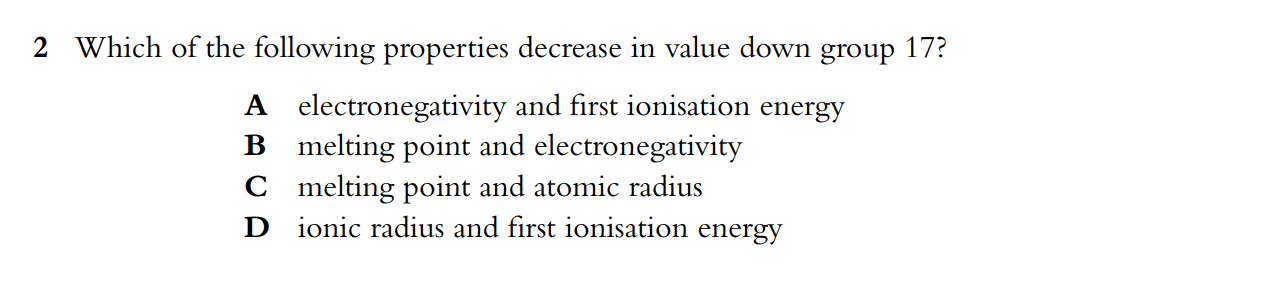 2 Which of the following properties decrease in value down group 17?
A electronegativity and first ionisation energy
B melting point and electronegativity
C melting point and atomic radius
D ionic radius and first ionisation energy